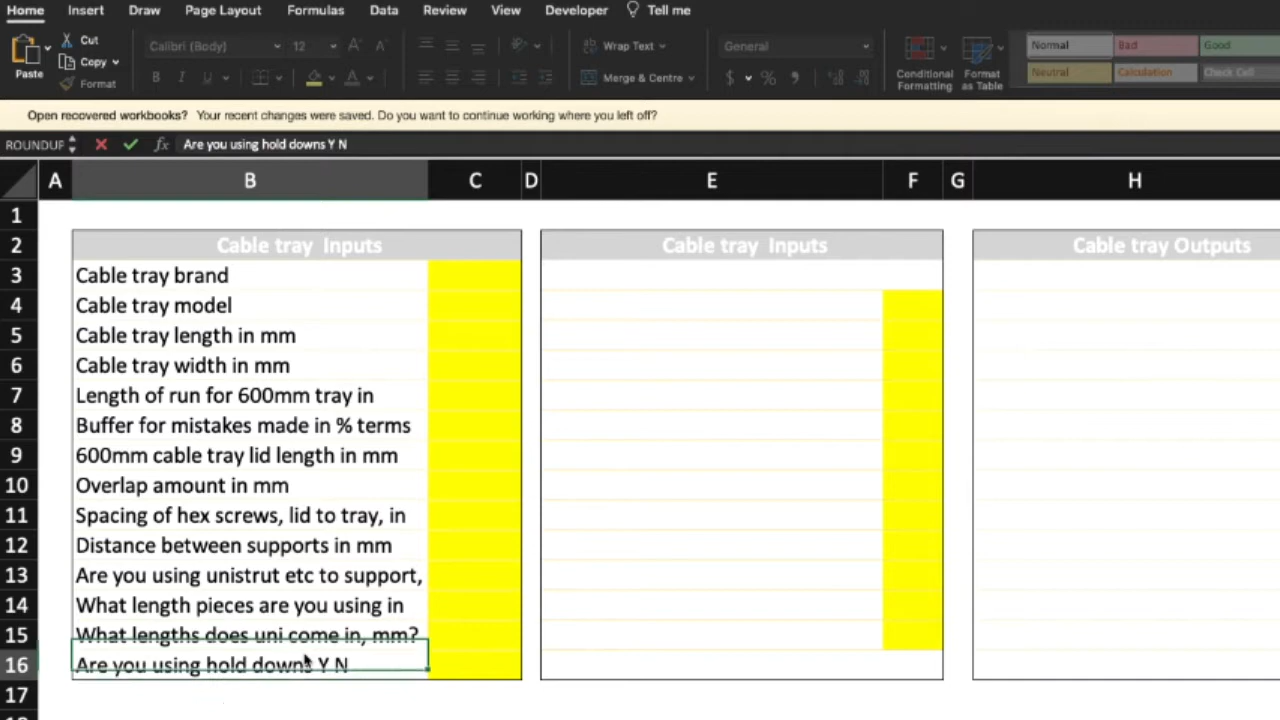 Home Insert Draw Page Layout Formulas Data Review View Developer Tell me
Cut
Calibri (Body) 12 Wrap Text General Normal Bad Good
Copy
Paste Format Merge & Centre Conditional Formatting Format as Table Neutral Calculation Check Cell
Open recovered workbooks? Your recent changes were saved. Do you want to continue working where you left off?
ROUNDUP fx Are you using hold downs Y N
A B C D E F G H
1
2 Cable tray Inputs Cable tray Inputs Cable tray Outputs
3 Cable tray brand
4 Cable tray model
5 Cable tray length in mm
6 Cable tray width in mm
7 Length of run for 600mm tray in
8 Buffer for mistakes made in % terms
9 600mm cable tray lid length in mm
10 Overlap amount in mm
11 Spacing of hex screws, lid to tray, in
12 Distance between supports in mm
13 Are you using unistrut etc to support,
14 What length pieces are you using in
15 What lengths does uni come in, mm?
16 Are you using hold downs Y N
17